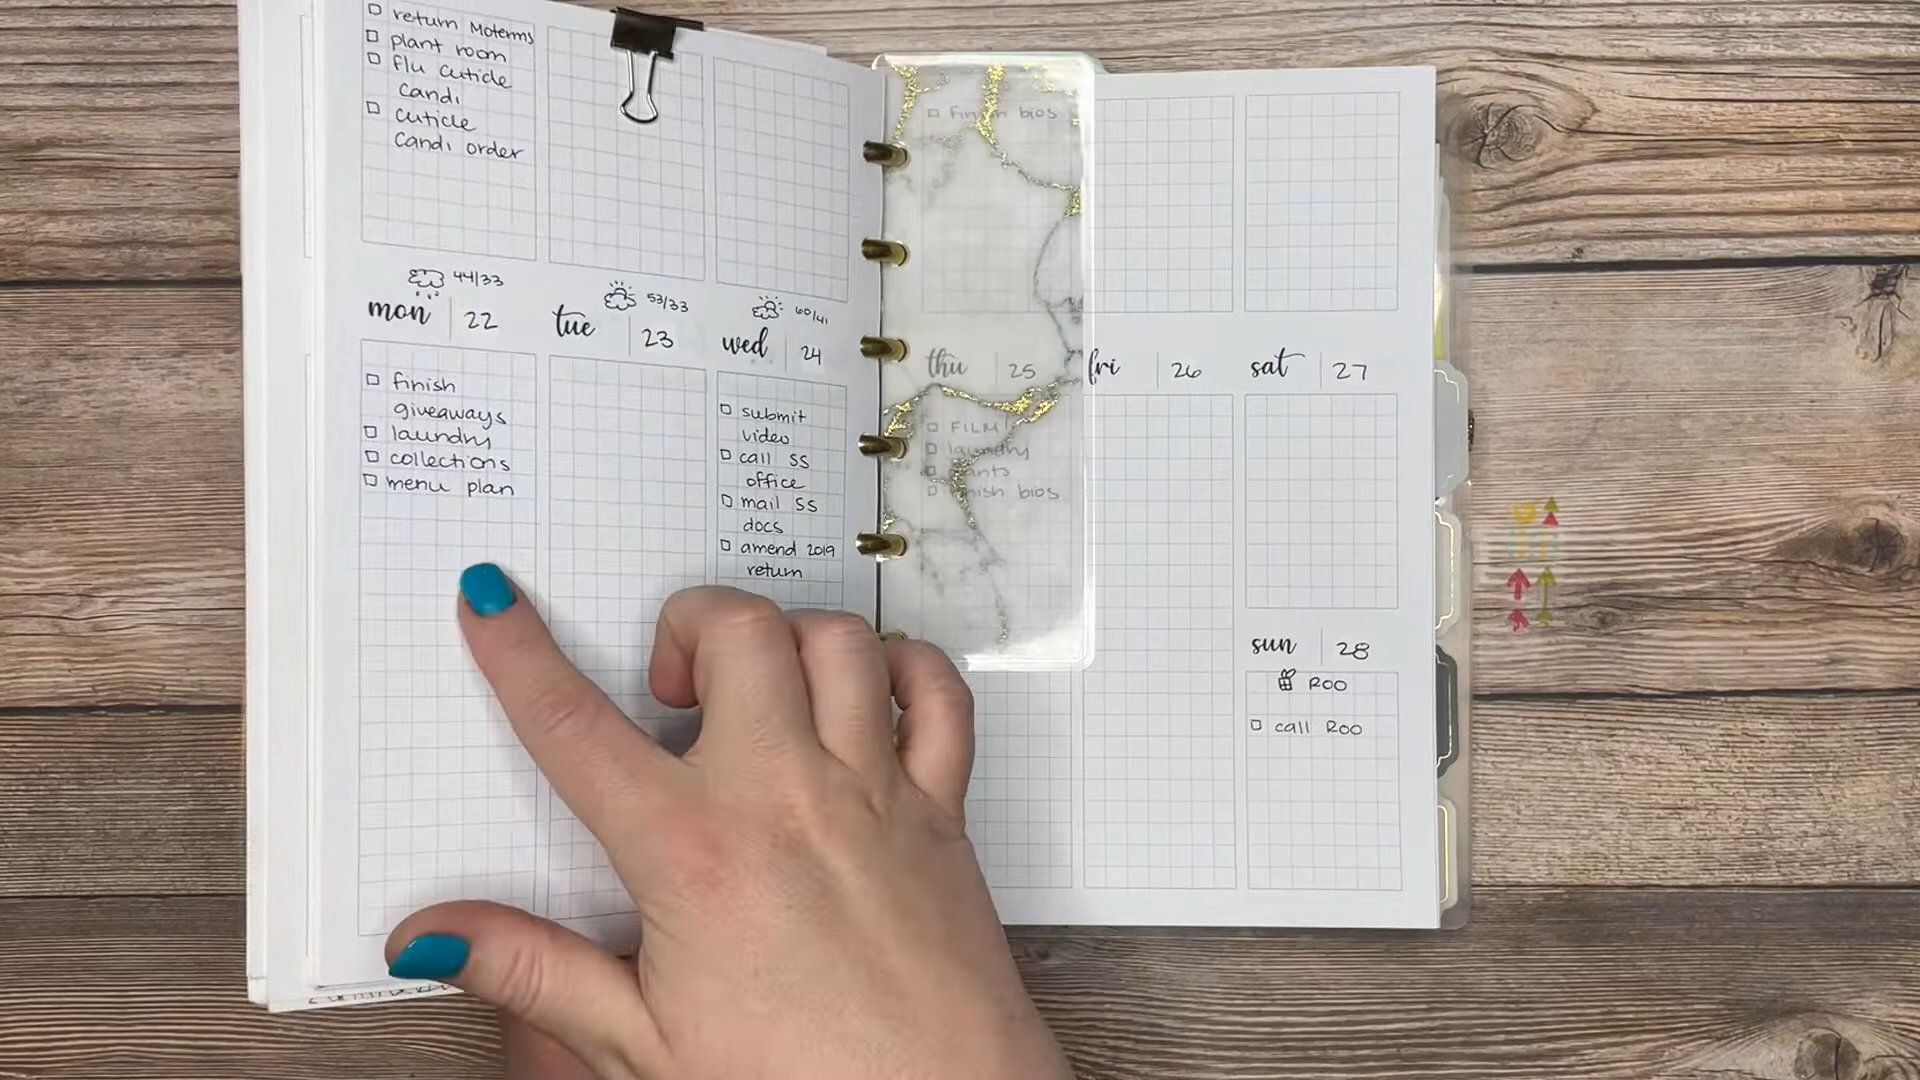 return Moterms
plant room
flu cuticle
candi
cuticle
candi order
finish bios
44/33
mon 22
53/33
tue 23
60/41
wed 24
thu 25
fri 26
sat 27
finish
giveaways
laundry
collections
menu plan
submit
video
call SS
office
mail SS
docs
amend 2019
return
FILM!
laundry
finish bios
sun 28
ROO
call ROO